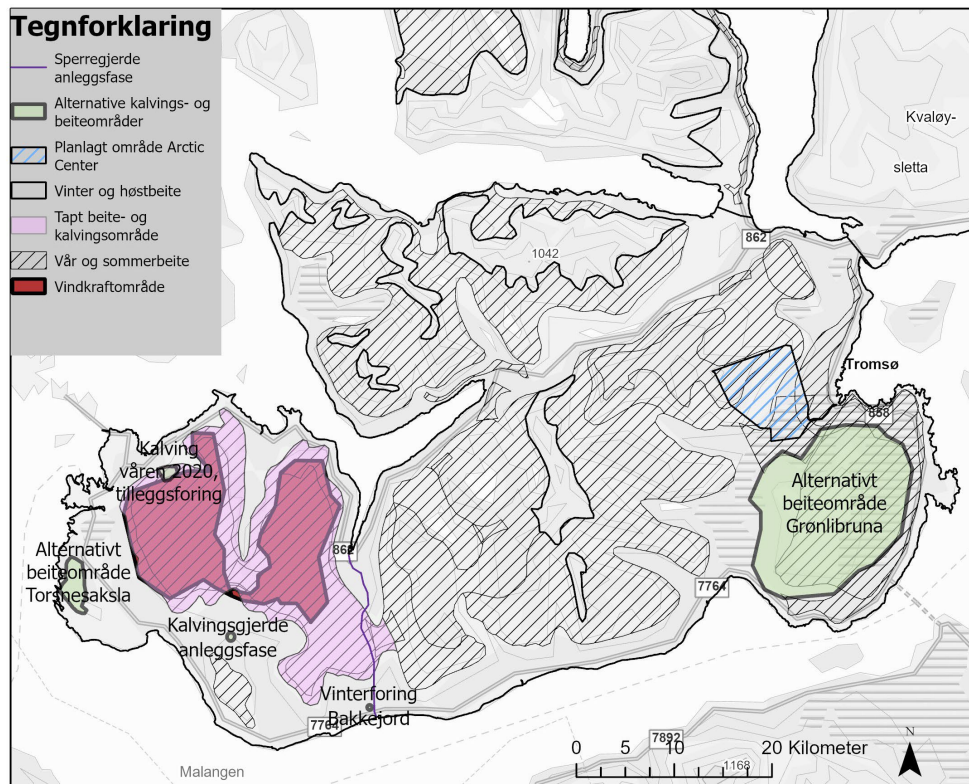 Tegnforklaring
Sperregjerde
anleggsfase
Alternative kalvings- og
beiteområder
Planlagt område Arctic
Center
Vinter og høstbeite
Tapt beite- og
kalvingsområde
Vår og sommerbeite
Vindkraftområde
Kvaløy-
sletta
862
1042
Tromsø
858
Kalving
våren 2020,
tilleggsforing
Alternativt
beiteområde
Grønlibruna
862
Alternativt
beiteområde
Torsnesaksla
7764
Kalvingsgjerde
anleggsfase
Vinterforing
Bakkejord
7764
7892
N
0 5 10 20 Kilometer
1168
Malangen